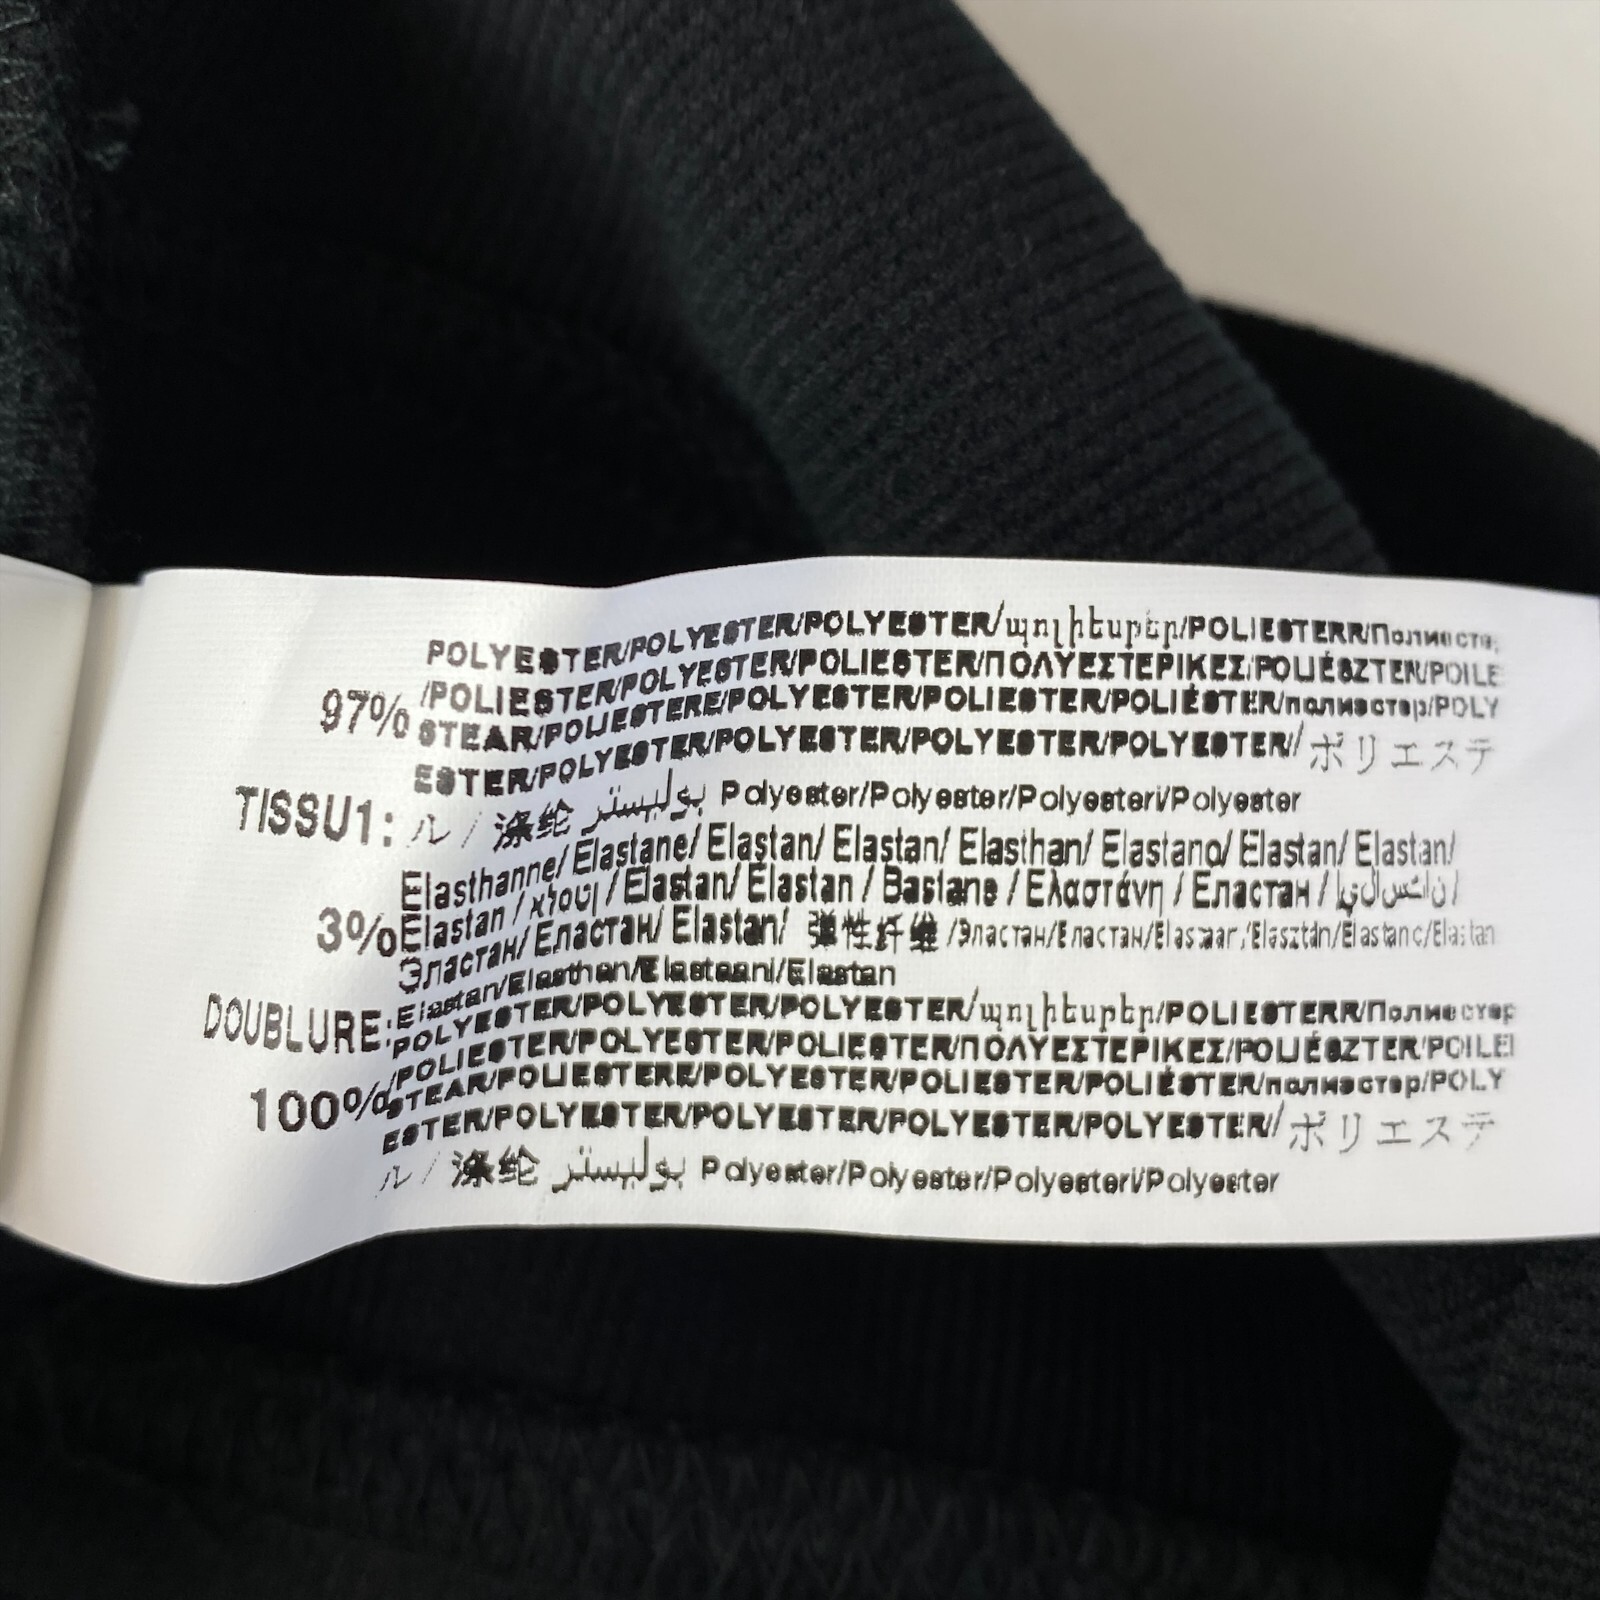 POLYESTER/POLYESTER/POLYESTER/պոլիեսթեր/POLIESTERR/Полиестер
97% /POLIESTER/POLYESTER/POLIESTER/ΠΟΛΥΕΣΤΕΡΙΚΕΣ/POLIÉSZTER/POILE
STEAR/POLIESTERE/POLYESTER/POLIESTER/POLIÉSTER/полиэстер/POLY
ESTER/POLYESTER/POLYESTER/POLYESTER/POLYESTER/ / ポリエステ
TISSU1: ル / 涤纶 بوليستر Polyester/Polyester/Polyesteri/Polyester
Elasthanne/ Elastane/ Elastan/ Elastan/ Elasthan/ Elastano/ Elastan/ Elastan/
3% Elastan / / Elastan/ Elastan / Elastane / Ελαστάνη / Еластан /
Эластан/ Еластан/ Elastan/ 弹性纤维 /Эластан/Еластан/Elastaan/Elasztán/Elastanc/Elastan
Elastan/Elasthan/Elastaani/Elastan
DOUBLURE: POLYESTER/POLYESTER/POLYESTER/պոլիեսթեր/POLIESTERR/Полиестер
/POLIESTER/POLYESTER/POLIESTER/ΠΟΛΥΕΣΤΕΡΙΚΕΣ/POLIÉSZTER/POILEI
100% STEAR/POLIESTERE/POLYESTER/POLIESTER/POLIÉSTER/полиэстер/POLY
ESTER/POLYESTER/POLYESTER/POLYESTER/POLYESTER/ / ポリエステ
ル / 涤纶 بوليستر Polyester/Polyester/Polyesteri/Polyester